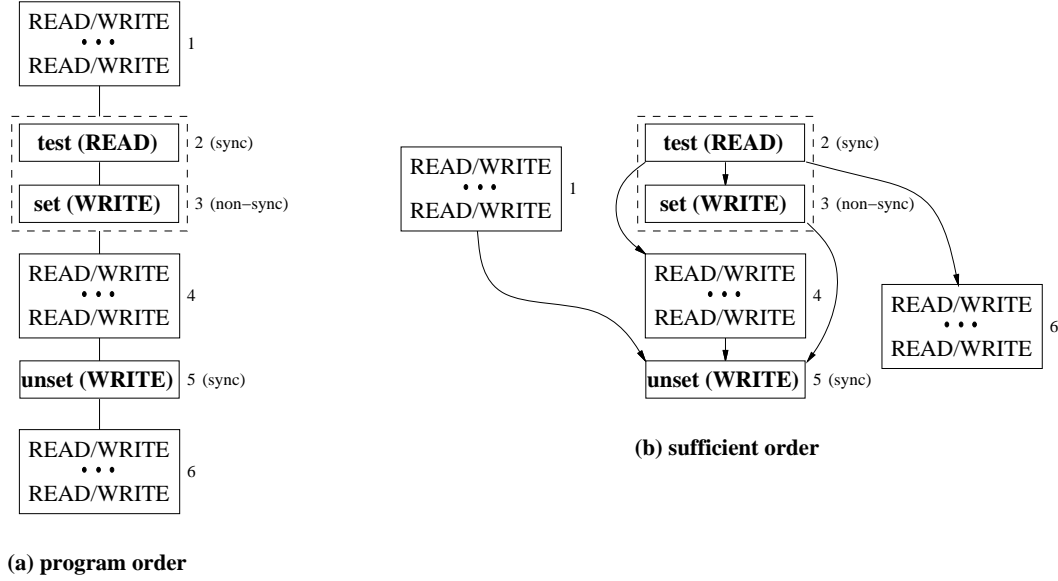 READ/WRITE
• • •
READ/WRITE
1
test (READ)
2 (sync)
set (WRITE)
3 (non−sync)
READ/WRITE
• • •
READ/WRITE
4
unset (WRITE)
5 (sync)
READ/WRITE
• • •
READ/WRITE
6
(a) program order
READ/WRITE
• • •
READ/WRITE
1
test (READ)
2 (sync)
set (WRITE)
3 (non−sync)
READ/WRITE
• • •
READ/WRITE
4
unset (WRITE)
5 (sync)
READ/WRITE
• • •
READ/WRITE
6
(b) sufficient order